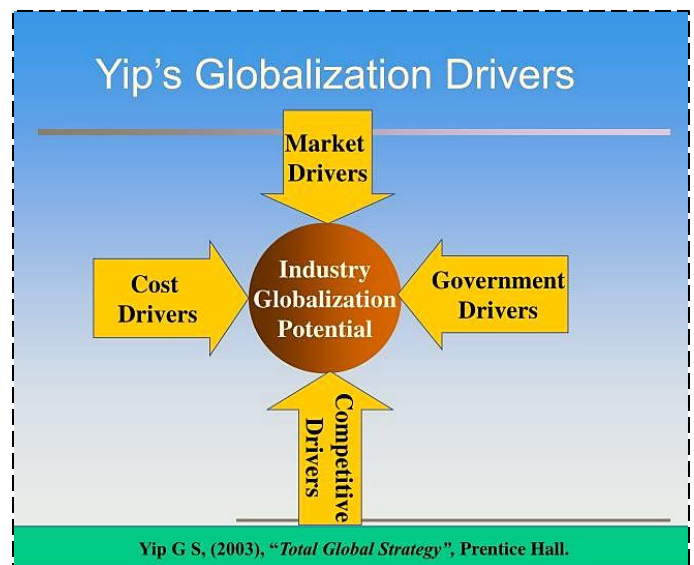 Yip's Globalization Drivers
Market
Drivers
Cost
Drivers
Industry
Globalization
Potential
Government
Drivers
Competitive
Drivers
Yip G S, (2003), “Total Global Strategy”, Prentice Hall.